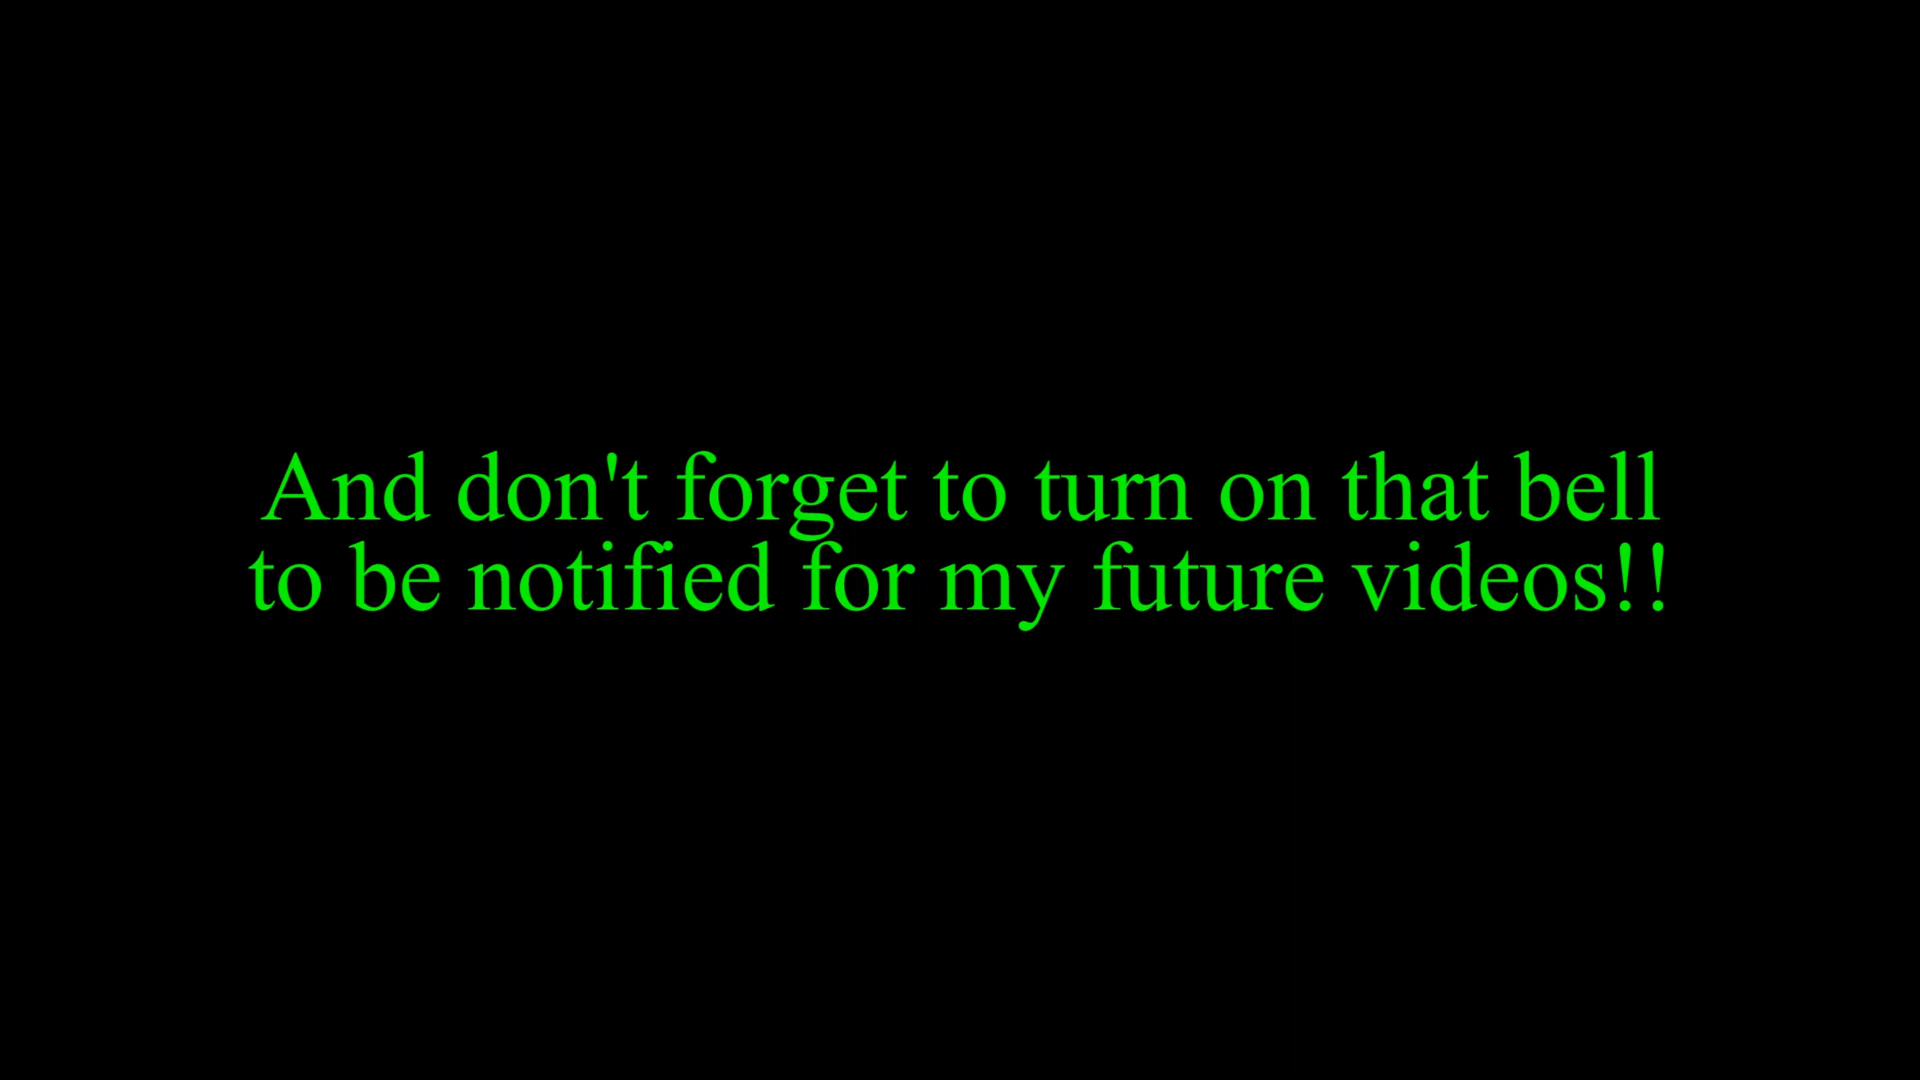 And don't forget to turn on that bell
to be notified for my future videos!!